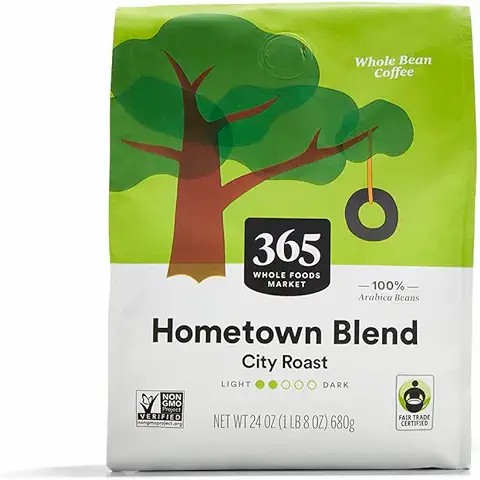 Whole Bean
Coffee
365
WHOLE FOODS
MARKET
100%
Arabica Beans
Hometown Blend
City Roast
LIGHT DARK
NON
GMO
Project
VERIFIED
nongmoproject.org
NET WT 24 OZ (1 LB 8 OZ) 680g
FAIR TRADE
CERTIFIED